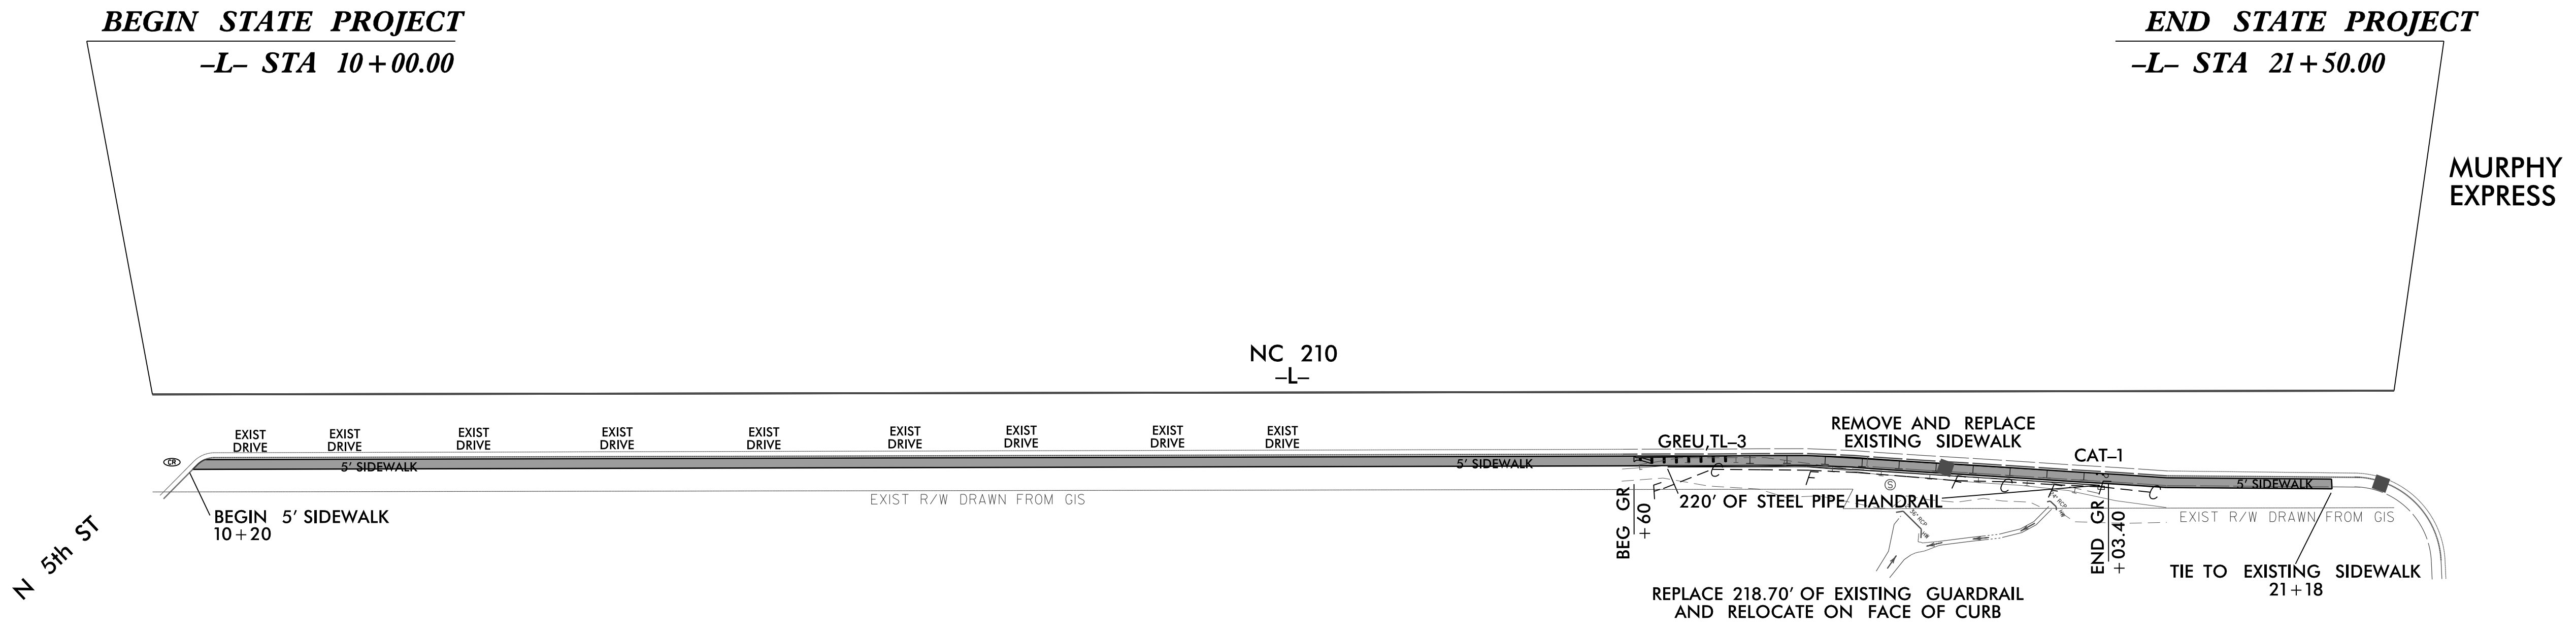 BEGIN STATE PROJECT
–L– STA 10+00.00
END STATE PROJECT
–L– STA 21+50.00
MURPHY
EXPRESS
NC 210
–L–
EXIST
DRIVE
EXIST
DRIVE
EXIST
DRIVE
EXIST
DRIVE
EXIST
DRIVE
EXIST
DRIVE
EXIST
DRIVE
EXIST
DRIVE
EXIST
DRIVE
GREU,TL–3
REMOVE AND REPLACE
EXISTING SIDEWALK
CAT–1
CR
5' SIDEWALK
5' SIDEWALK
5' SIDEWALK
C
F
F
S
F
C
F
C
EXIST R/W DRAWN FROM GIS
220' OF STEEL PIPE HANDRAIL
BEGIN 5' SIDEWALK
10+20
N 5th ST
BEG GR
+60
36" RCP
HW
END GR
+03.40
EXIST R/W DRAWN FROM GIS
TIE TO EXISTING SIDEWALK
21+18
REPLACE 218.70' OF EXISTING GUARDRAIL
AND RELOCATE ON FACE OF CURB